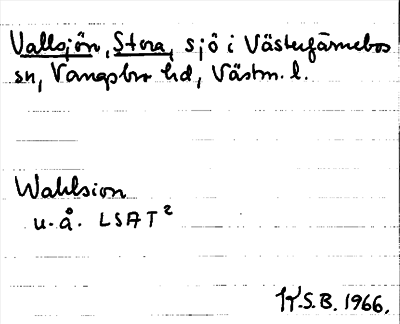 Vallsjön, Stora, sjö i Västerfärnebo
sn, Vangsbro hd, Västm. l.
Wahlsion
u.å. LSAT²
K.S.B. 1966.